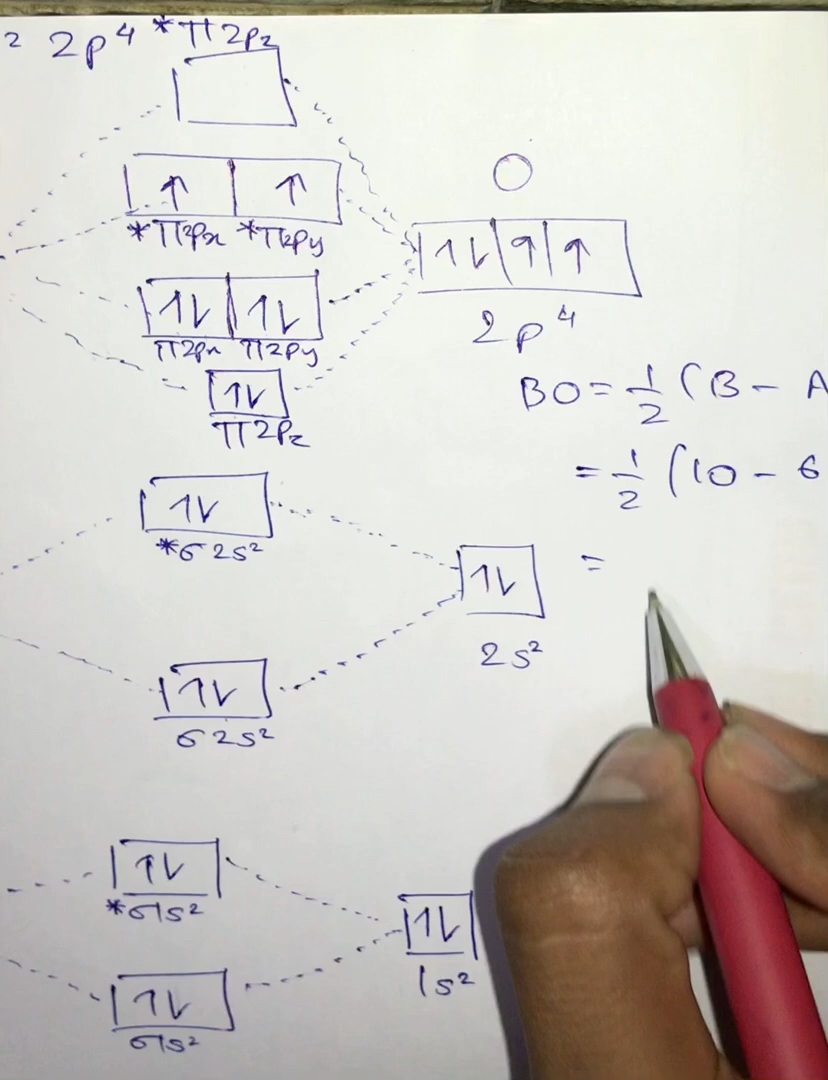 2 2p⁴ *π2pz
↑ ↑
*π2px *π2py
O
↑↓ ↑ ↑
2p⁴
↑↓ ↑↓
π2px π2py
↑↓
π2pz
BO = 1/2 (B - A
= 1/2 (10 - 6
=
↑↓
*σ2s²
↑↓
2s²
↑↓
σ2s²
↑↓
*σ1s²
↑↓
1s²
↑↓
σ1s²